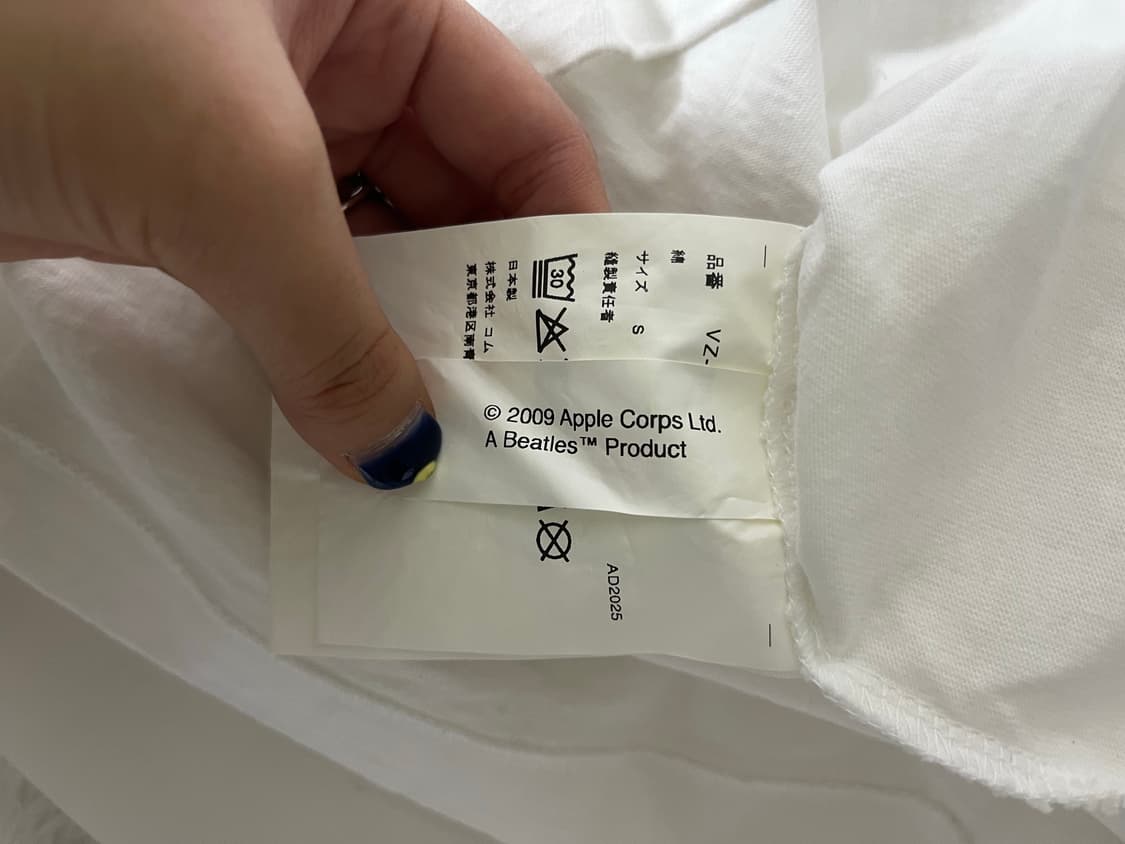 © 2009 Apple Corps Ltd.
A Beatles™ Product
品番 VZ-
綿
サイズ S
縫製責任者
AD2025
30
日本製
株式会社 コム
東京都港区南青